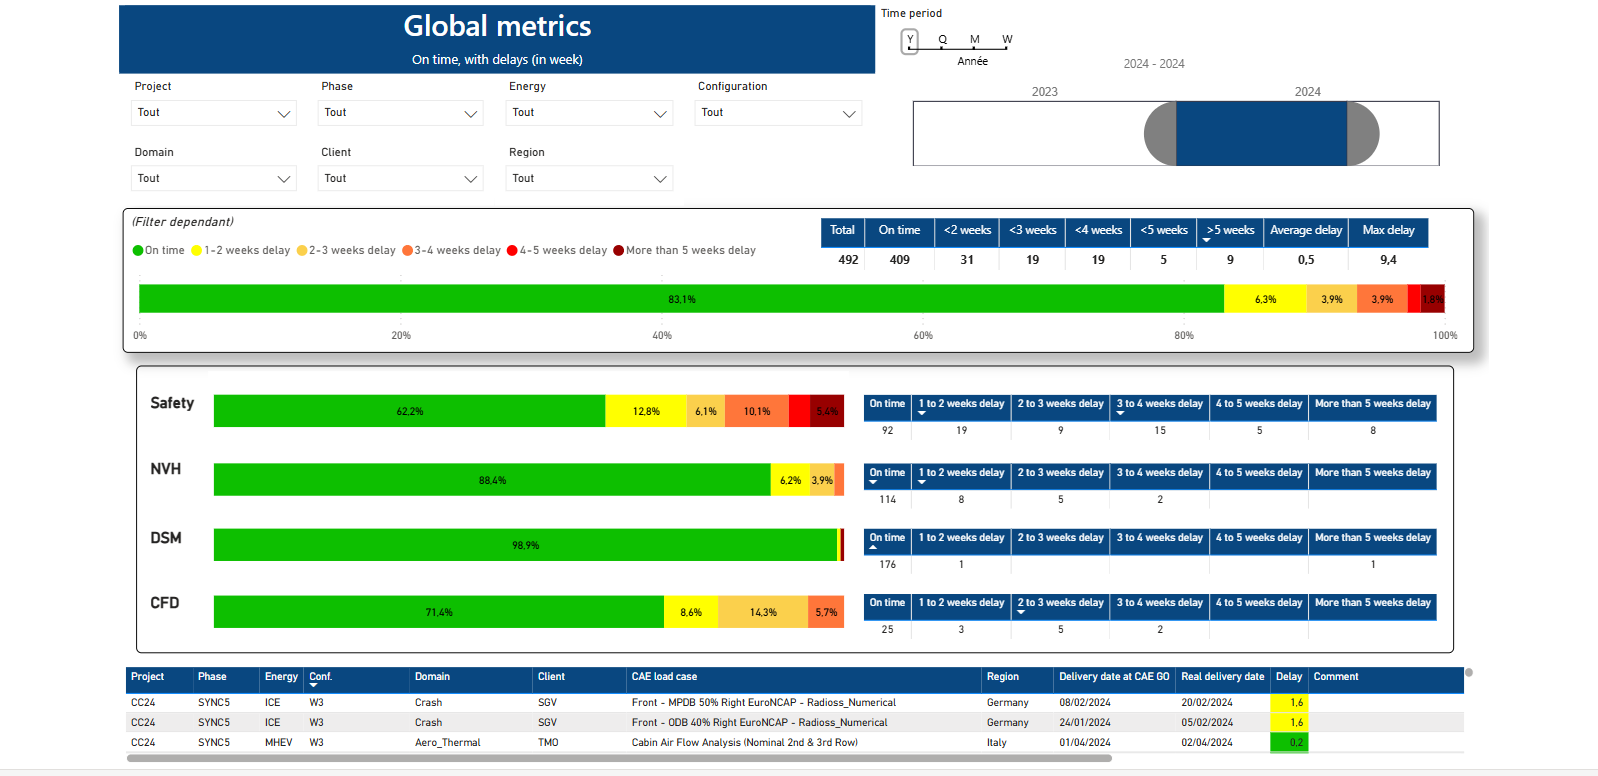 Global metrics
On time, with delays (in week)
Time period
Y Q M W
Année
2024 - 2024
2023 2024
Project Phase Energy Configuration
Tout Tout Tout Tout
Domain Client Region
Tout Tout Tout
(Filter dependant)
On time 1-2 weeks delay 2-3 weeks delay 3-4 weeks delay 4-5 weeks delay More than 5 weeks delay
Total On time <2 weeks <3 weeks <4 weeks <5 weeks >5 weeks Average delay Max delay
492 409 31 19 19 5 9 0,5 9,4
83,1% 6,3% 3,9% 3,9% 1,8%
0% 20% 40% 60% 80% 100%
Safety
62,2% 12,8% 6,1% 10,1% 5,4%
On time 1 to 2 weeks delay 2 to 3 weeks delay 3 to 4 weeks delay 4 to 5 weeks delay More than 5 weeks delay
92 19 9 15 5 8
NVH
88,4% 6,2% 3,9%
On time 1 to 2 weeks delay 2 to 3 weeks delay 3 to 4 weeks delay 4 to 5 weeks delay More than 5 weeks delay
114 8 5 2
DSM
98,9%
On time 1 to 2 weeks delay 2 to 3 weeks delay 3 to 4 weeks delay 4 to 5 weeks delay More than 5 weeks delay
176 1 1
CFD
71,4% 8,6% 14,3% 5,7%
On time 1 to 2 weeks delay 2 to 3 weeks delay 3 to 4 weeks delay 4 to 5 weeks delay More than 5 weeks delay
25 3 5 2
Project Phase Energy Conf. Domain Client CAE load case Region Delivery date at CAE GO Real delivery date Delay Comment
CC24 SYNC5 ICE W3 Crash SGV Front - MPDB 50% Right EuroNCAP - Radioss_Numerical Germany 08/02/2024 20/02/2024 1,6
CC24 SYNC5 ICE W3 Crash SGV Front - ODB 40% Right EuroNCAP - Radioss_Numerical Germany 24/01/2024 05/02/2024 1,6
CC24 SYNC5 MHEV W3 Aero_Thermal TMO Cabin Air Flow Analysis (Nominal 2nd & 3rd Row) Italy 01/04/2024 02/04/2024 0,2